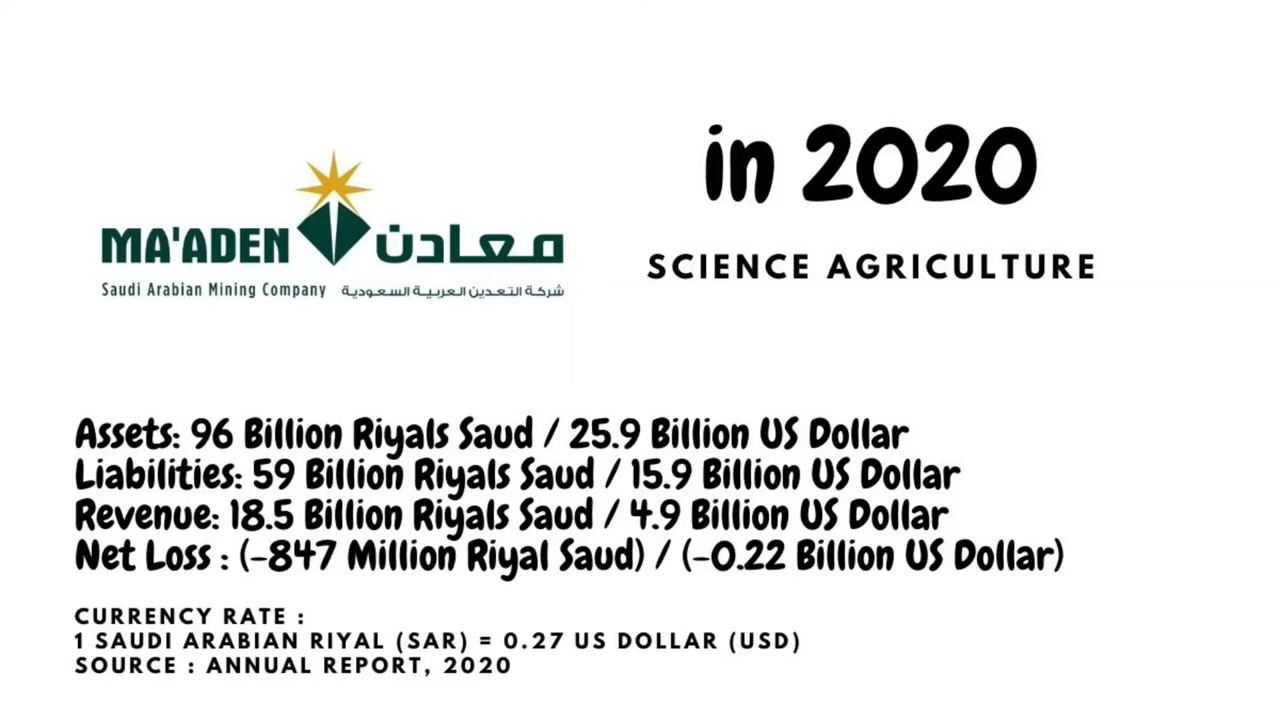 in 2020
MA'ADEN معادن
Saudi Arabian Mining Company شركة التعدين العربية السعودية
SCIENCE AGRICULTURE
Assets: 96 Billion Riyals Saud / 25.9 Billion US Dollar
Liabilities: 59 Billion Riyals Saud / 15.9 Billion US Dollar
Revenue: 18.5 Billion Riyals Saud / 4.9 Billion US Dollar
Net Loss : (-847 Million Riyal Saud) / (-0.22 Billion US Dollar)
CURRENCY RATE :
1 SAUDI ARABIAN RIYAL (SAR) = 0.27 US DOLLAR (USD)
SOURCE : ANNUAL REPORT, 2020